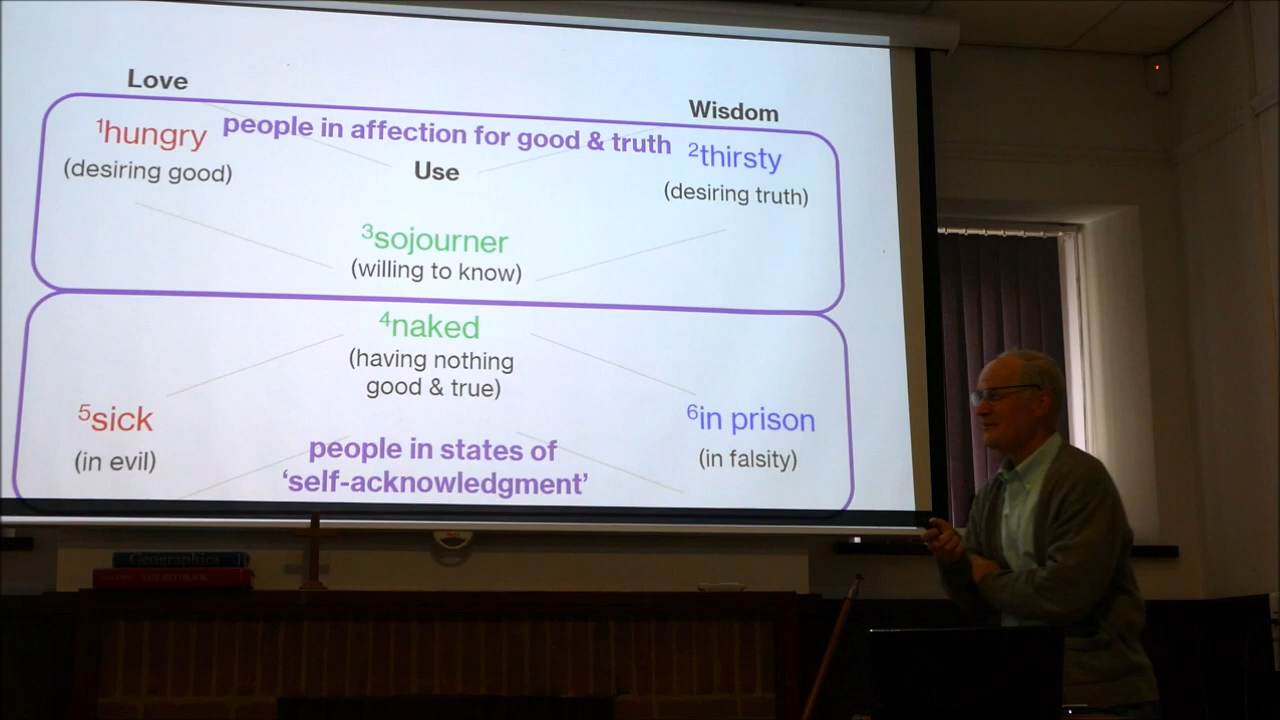 Love
Wisdom
¹hungry people in affection for good & truth ²thirsty
(desiring good) Use (desiring truth)
³sojourner
(willing to know)
⁴naked
(having nothing
good & true)
⁵sick
⁶in prison
(in evil)
(in falsity)
people in states of
‘self-acknowledgment’
Geographica